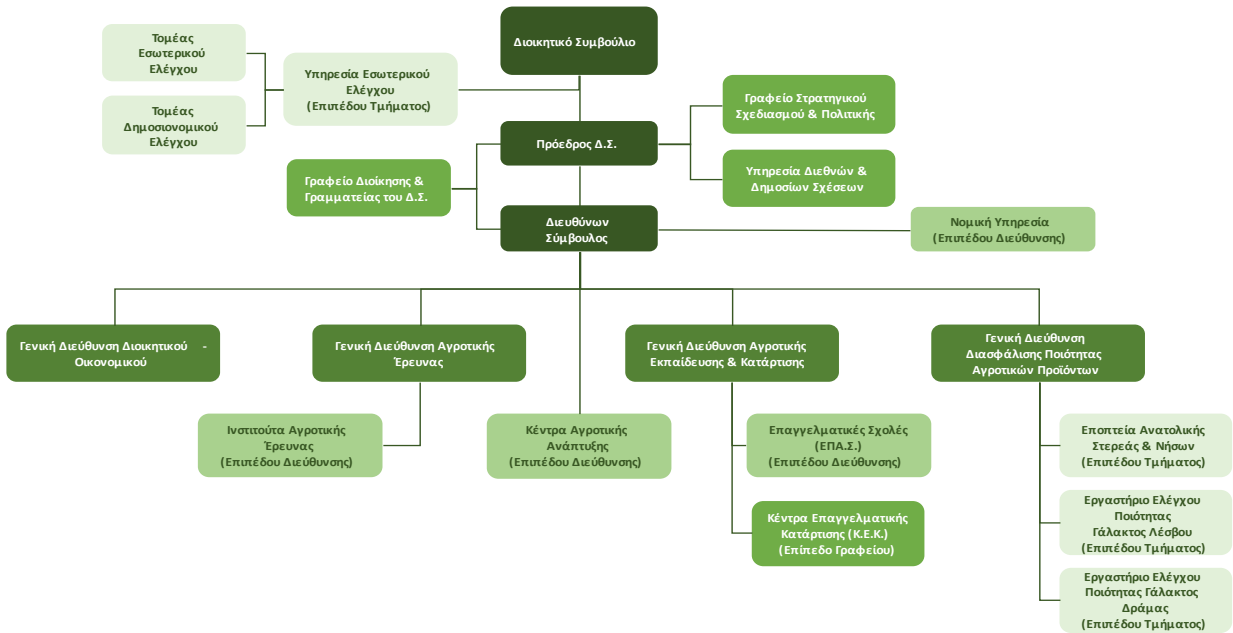 Διοικητικό Συμβούλιο
Τομέας
Εσωτερικού
Ελέγχου
Υπηρεσία Εσωτερικού
Ελέγχου
(Επιπέδου Τμήματος)
Τομέας
Δημοσιονομικού
Ελέγχου
Γραφείο Στρατηγικού
Σχεδιασμού & Πολιτικής
Πρόεδρος Δ.Σ.
Υπηρεσία Διεθνών &
Δημοσίων Σχέσεων
Γραφείο Διοίκησης &
Γραμματείας του Δ.Σ.
Διευθύνων
Σύμβουλος
Νομική Υπηρεσία
(Επιπέδου Διεύθυνσης)
Γενική Διεύθυνση Διοικητικού -
Οικονομικού
Γενική Διεύθυνση Αγροτικής
Έρευνας
Γενική Διεύθυνση Αγροτικής
Εκπαίδευσης & Κατάρτισης
Γενική Διεύθυνση
Διασφάλισης Ποιότητας
Αγροτικών Προϊόντων
Ινστιτούτα Αγροτικής
Έρευνας
(Επιπέδου Διεύθυνσης)
Κέντρα Αγροτικής
Ανάπτυξης
(Επιπέδου Διεύθυνσης)
Επαγγελματικές Σχολές
(ΕΠΑ.Σ.)
(Επιπέδου Διεύθυνσης)
Κέντρα Επαγγελματικής
Κατάρτισης (Κ.Ε.Κ.)
(Επίπεδο Γραφείου)
Εποπτεία Ανατολικής
Στερεάς & Νήσων
(Επιπέδου Τμήματος)
Εργαστήριο Ελέγχου
Ποιότητας
Γάλακτος Λέσβου
(Επιπέδου Τμήματος)
Εργαστήριο Ελέγχου
Ποιότητας Γάλακτος
Δράμας
(Επιπέδου Τμήματος)